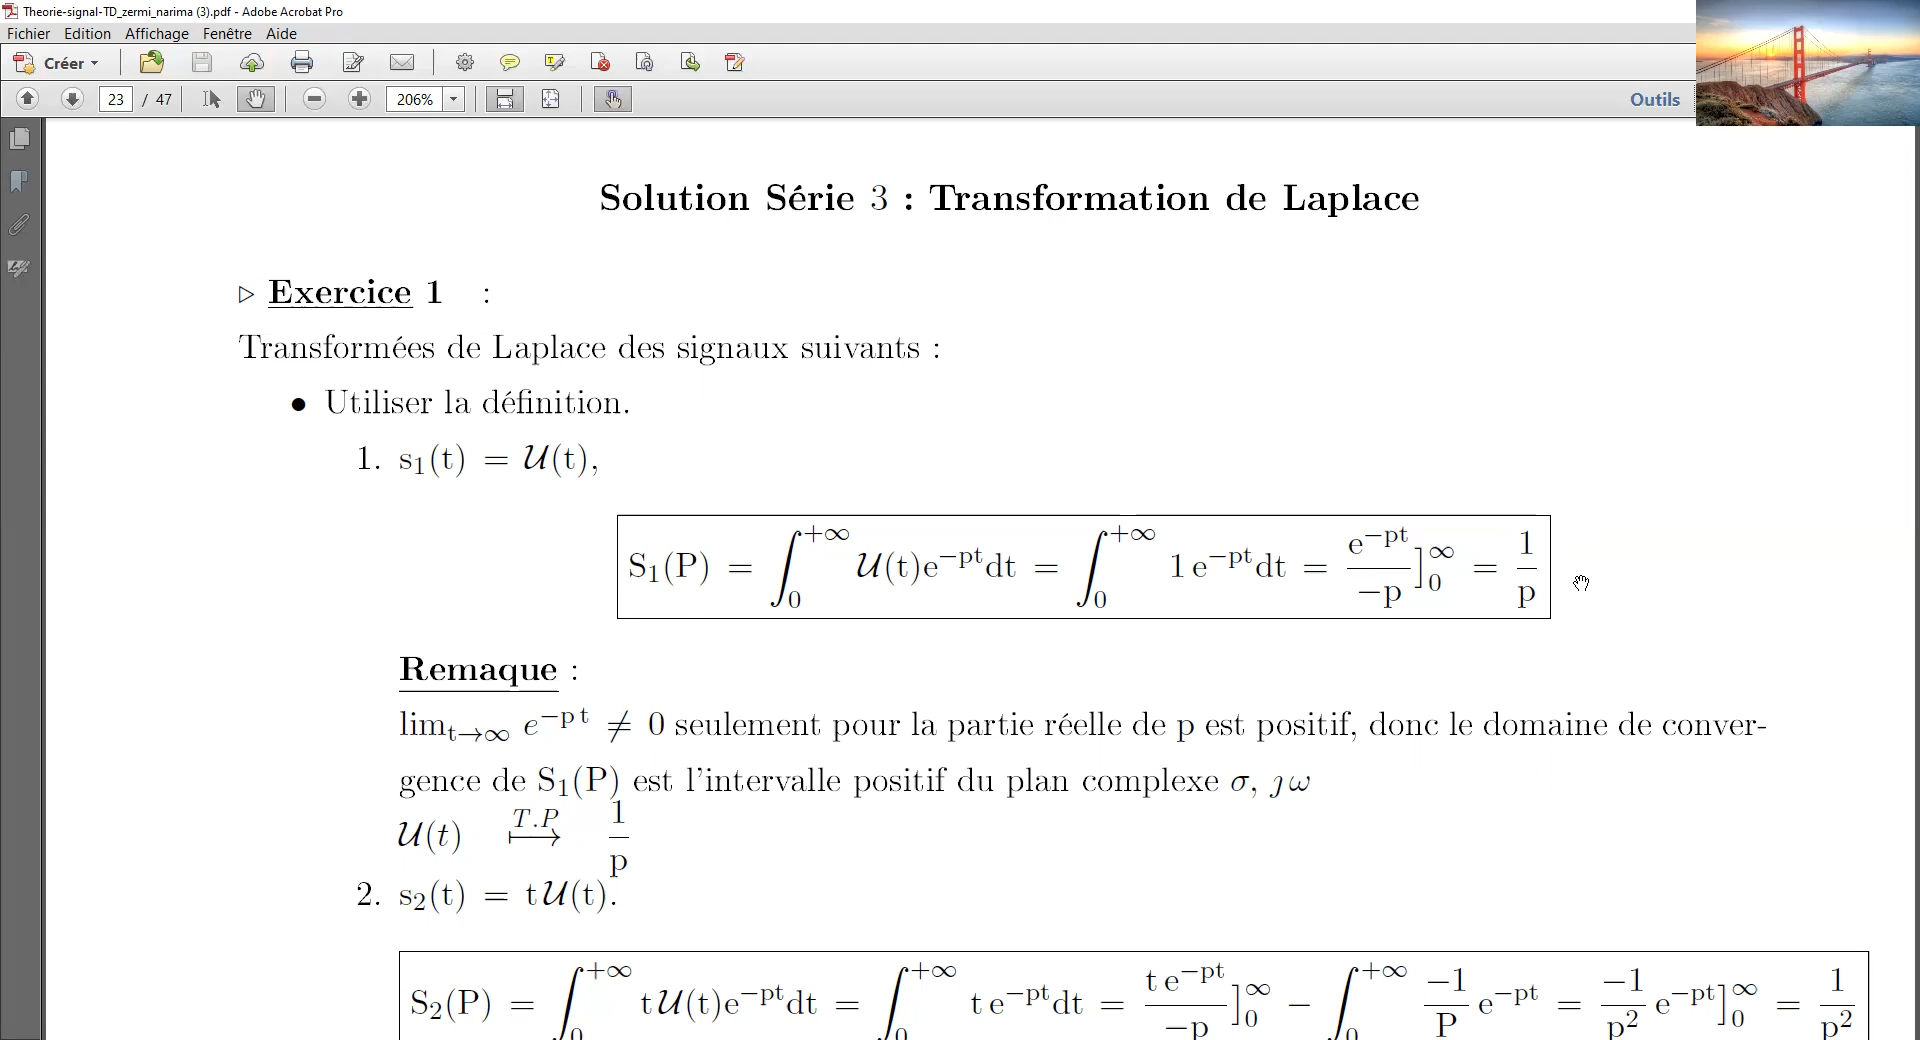 Theorie-signal-TD_zermi_narima (3).pdf - Adobe Acrobat Pro
Fichier Edition Affichage Fenêtre Aide
Créer
23 / 47 206% Outils
Solution Série 3 : Transformation de Laplace
▷ Exercice 1 :
Transformées de Laplace des signaux suivants :
• Utiliser la définition.
1. s₁(t) = 𝒰(t),
S₁(P) = ∫₀^{+∞} 𝒰(t)e^{−pt}dt = ∫₀^{+∞} 1 e^{−pt}dt = e^{−pt}/−p ]₀^∞ = 1/p
Remaque :
lim_{t→∞} e^{−p t} ≠ 0 seulement pour la partie réelle de p est positif, donc le domaine de conver-
gence de S₁(P) est l'intervalle positif du plan complexe σ, ȷω
𝒰(t) ⟼^{T.P} 1/p
2. s₂(t) = t𝒰(t).
S₂(P) = ∫₀^{+∞} t𝒰(t)e^{−pt}dt = ∫₀^{+∞} t e^{−pt}dt = t e^{−pt}/−p ]₀^∞ − ∫₀^{+∞} −1/P e^{−pt} = −1/p² e^{−pt}]₀^∞ = 1/p²